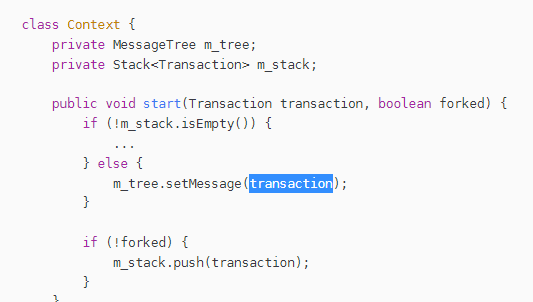 class Context {
    private MessageTree m_tree;
    private Stack<Transaction> m_stack;

    public void start(Transaction transaction, boolean forked) {
        if (!m_stack.isEmpty()) {
            ...
        } else {
            m_tree.setMessage(transaction);
        }

        if (!forked) {
            m_stack.push(transaction);
        }
    }